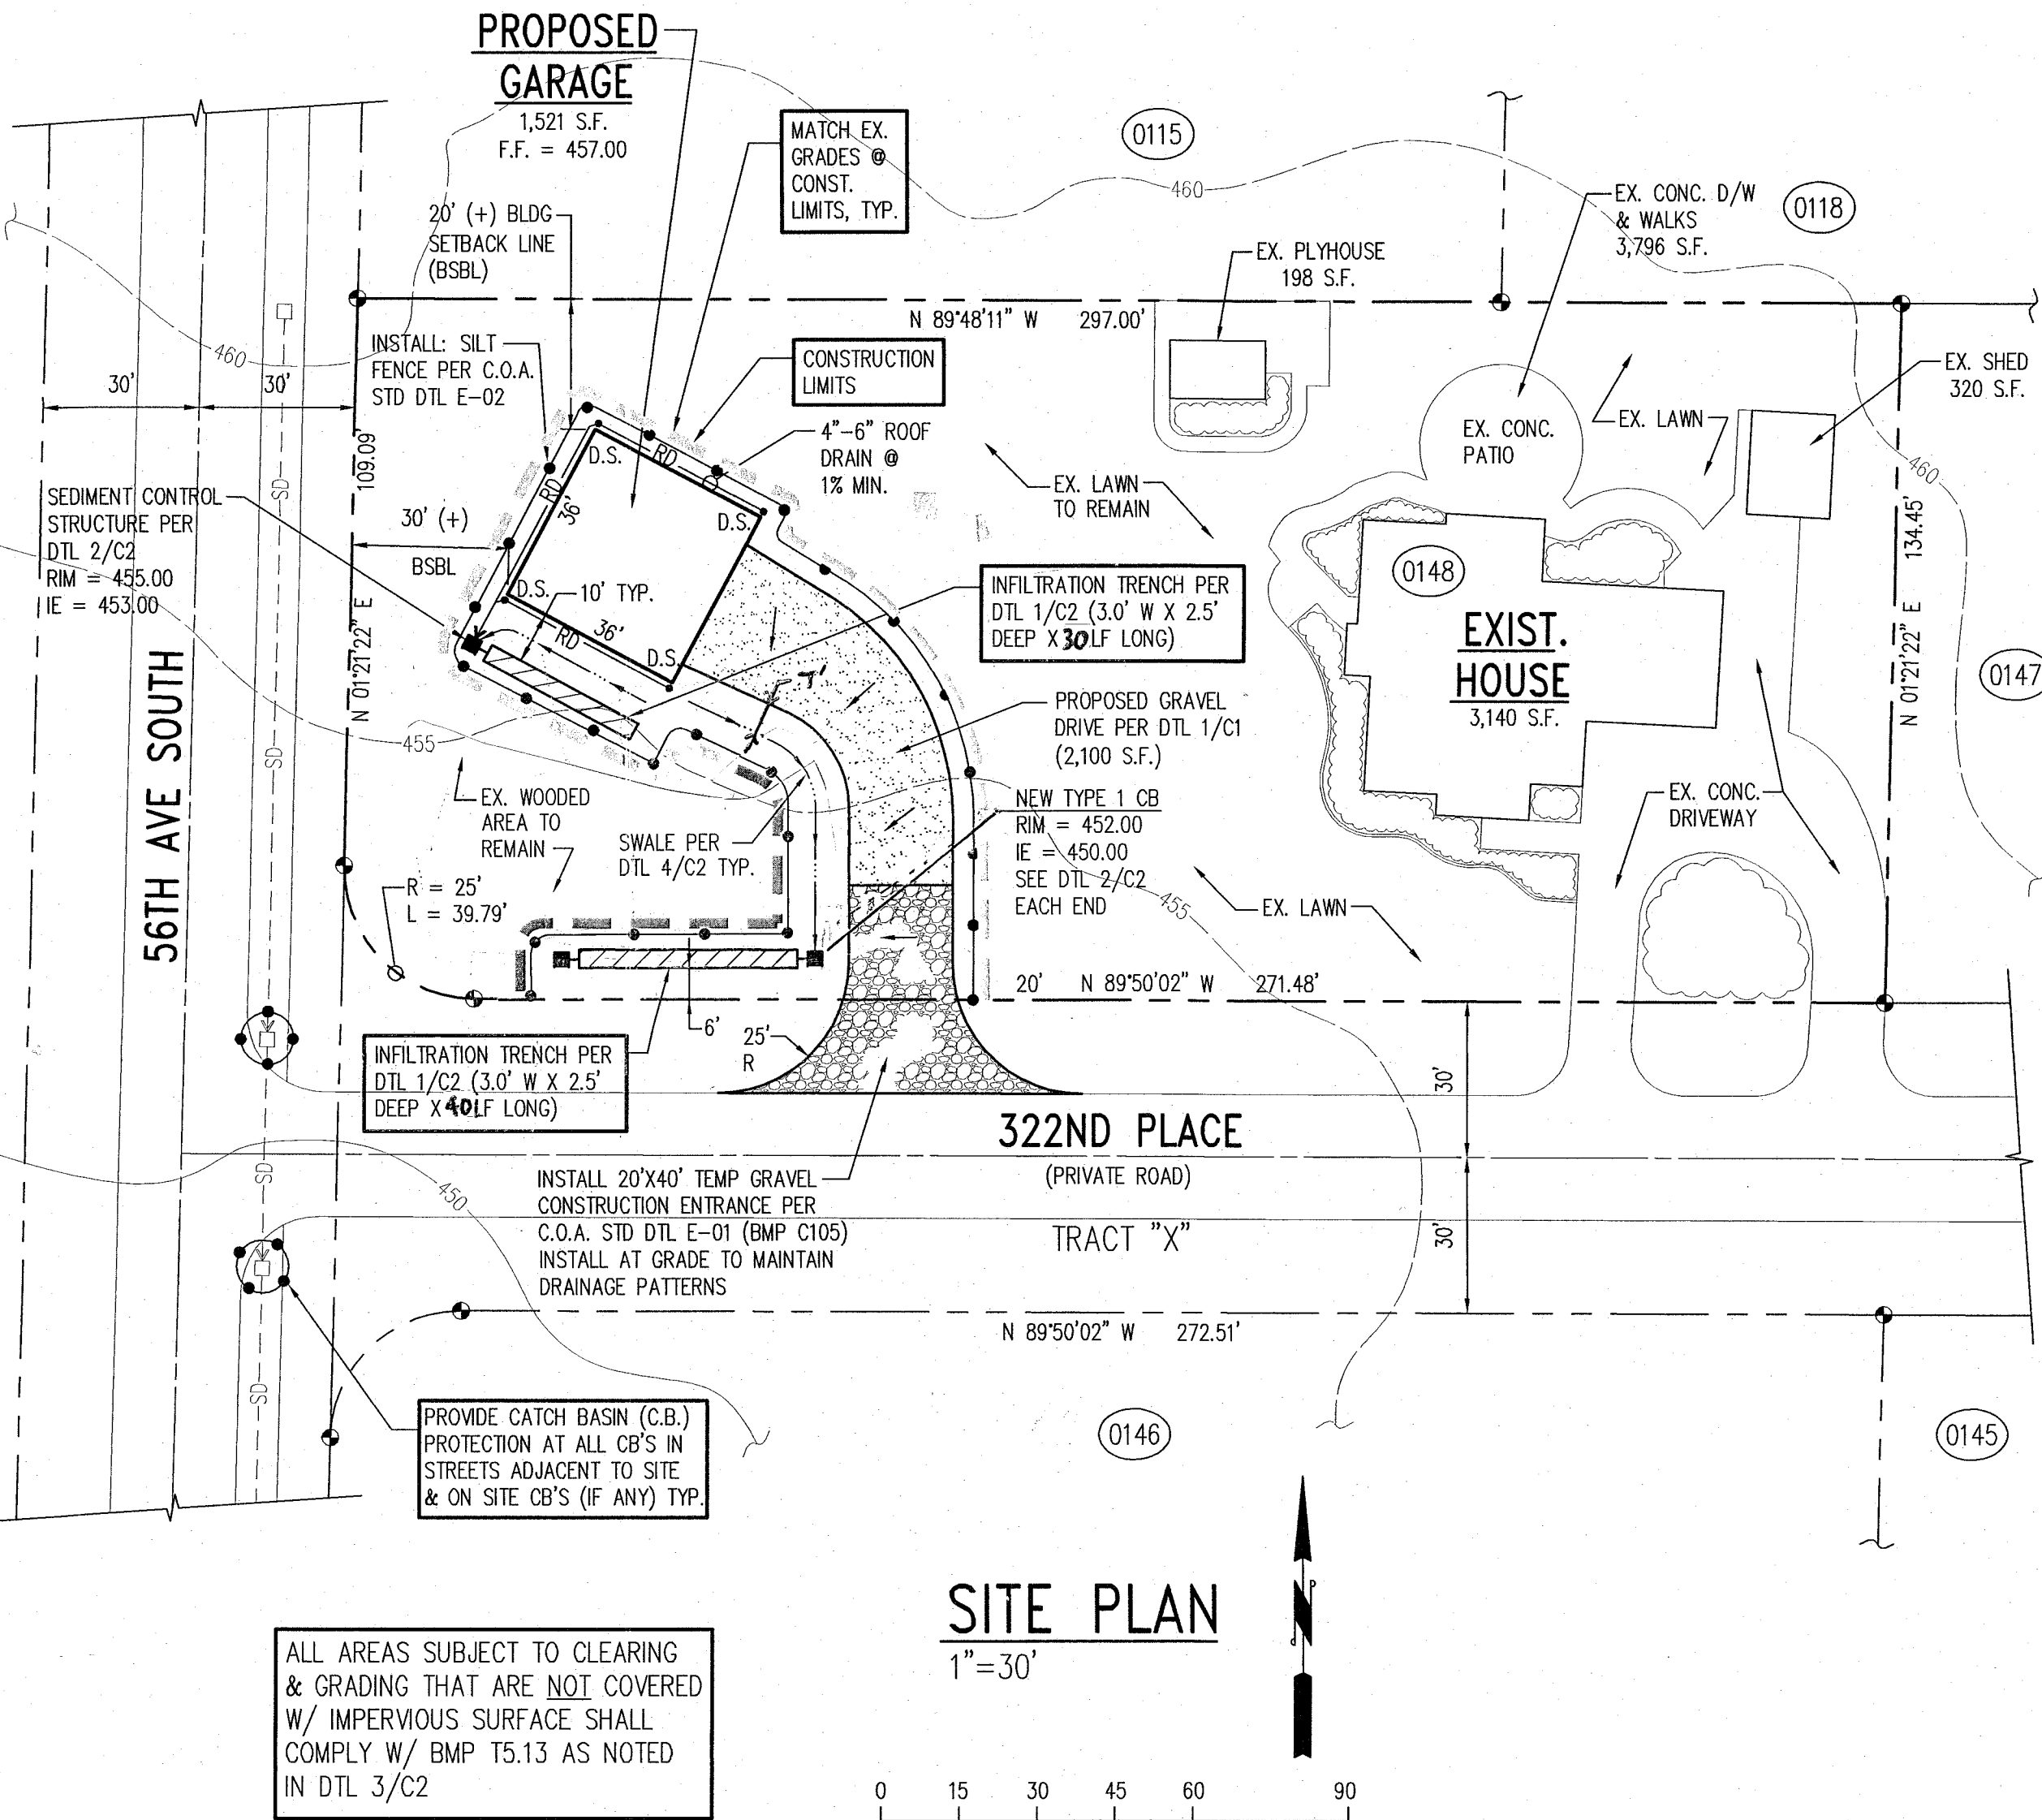 PROPOSED
GARAGE
1,521 S.F.
F.F. = 457.00
MATCH EX.
GRADES @
CONST.
LIMITS, TYP.
0115
460
EX. CONC. D/W
& WALKS
3,796 S.F.
0118
20' (+) BLDG
SETBACK LINE
(BSBL)
EX. PLYHOUSE
198 S.F.
N 89°48'11" W 297.00'
460
30'
30'
INSTALL: SILT
FENCE PER C.O.A.
STD DTL E-02
CONSTRUCTION
LIMITS
EX. SHED
320 S.F.
4"-6" ROOF
DRAIN @
1% MIN.
EX. CONC.
PATIO
EX. LAWN
460
109.09'
N 01°21'22" E
SD
D.S.
RD
RD
36'
D.S.
SEDIMENT CONTROL
STRUCTURE PER
DTL 2/C2
RIM = 455.00
IE = 453.00
30' (+)
BSBL
EX. LAWN
TO REMAIN
134.45'
N 01°21'22" E
0148
D.S.
10' TYP.
36'
RD
D.S.
INFILTRATION TRENCH PER
DTL 1/C2 (3.0' W X 2.5'
DEEP X 30 LF LONG)
EXIST.
HOUSE
3,140 S.F.
0147
56TH AVE SOUTH
SD
7'
PROPOSED GRAVEL
DRIVE PER DTL 1/C1
(2,100 S.F.)
455
EX. WOODED
AREA TO
REMAIN
SWALE PER
DTL 4/C2 TYP.
NEW TYPE 1 CB
RIM = 452.00
IE = 450.00
SEE DTL 2/C2
EACH END
EX. CONC.
DRIVEWAY
R = 25'
L = 39.79'
455
EX. LAWN
20' N 89°50'02" W 271.48'
6'
25'
R
INFILTRATION TRENCH PER
DTL 1/C2 (3.0' W X 2.5'
DEEP X 40 LF LONG)
30'
322ND PLACE
(PRIVATE ROAD)
SD
450
INSTALL 20'X40' TEMP GRAVEL
CONSTRUCTION ENTRANCE PER
C.O.A. STD DTL E-01 (BMP C105)
INSTALL AT GRADE TO MAINTAIN
DRAINAGE PATTERNS
TRACT "X"
30'
N 89°50'02" W 272.51'
SD
PROVIDE CATCH BASIN (C.B.)
PROTECTION AT ALL CB'S IN
STREETS ADJACENT TO SITE
& ON SITE CB'S (IF ANY) TYP.
0146
0145
SITE PLAN
1"=30'
N
ALL AREAS SUBJECT TO CLEARING
& GRADING THAT ARE NOT COVERED
W/ IMPERVIOUS SURFACE SHALL
COMPLY W/ BMP T5.13 AS NOTED
IN DTL 3/C2
0 15 30 45 60 90